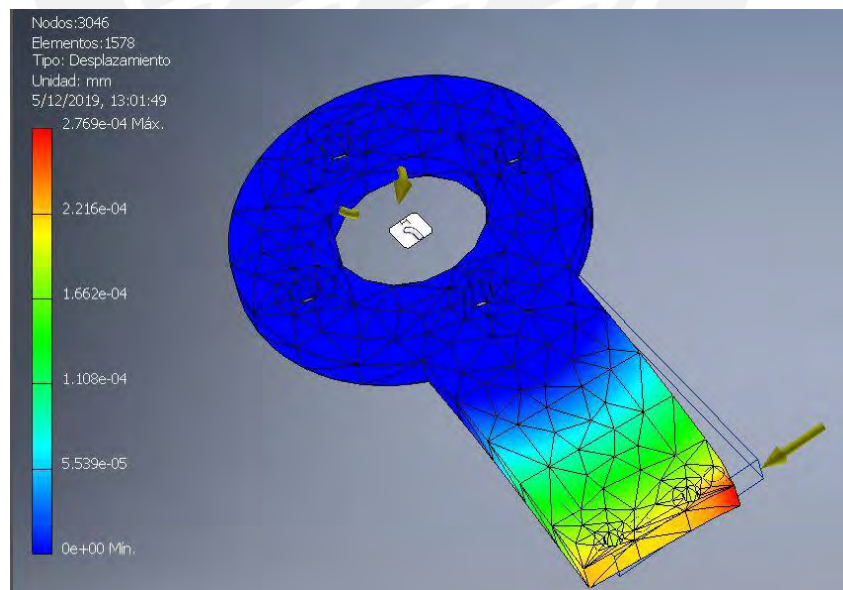 Nodos:3046
Elementos:1578
Tipo: Desplazamiento
Unidad: mm
5/12/2019, 13:01:49
2.769e-04 Máx.
2.216e-04
1.662e-04
1.108e-04
5.539e-05
0e+00 Mín.